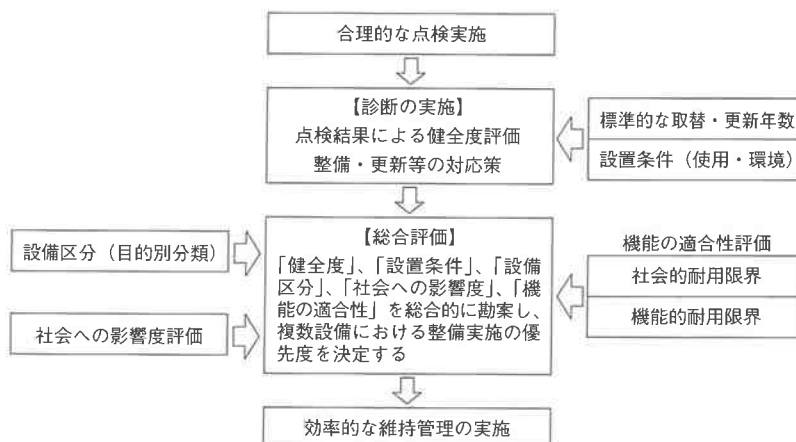 合理的な点検実施
【診断の実施】
点検結果による健全度評価
整備・更新等の対応策
標準的な取替・更新年数
設置条件（使用・環境）
設備区分（目的別分類）
社会への影響度評価
【総合評価】
「健全度」、「設置条件」、「設備
区分」、「社会への影響度」、「機
能の適合性」を総合的に勘案し、
複数設備における整備実施の優
先度を決定する
機能の適合性評価
社会的耐用限界
機能的耐用限界
効率的な維持管理の実施